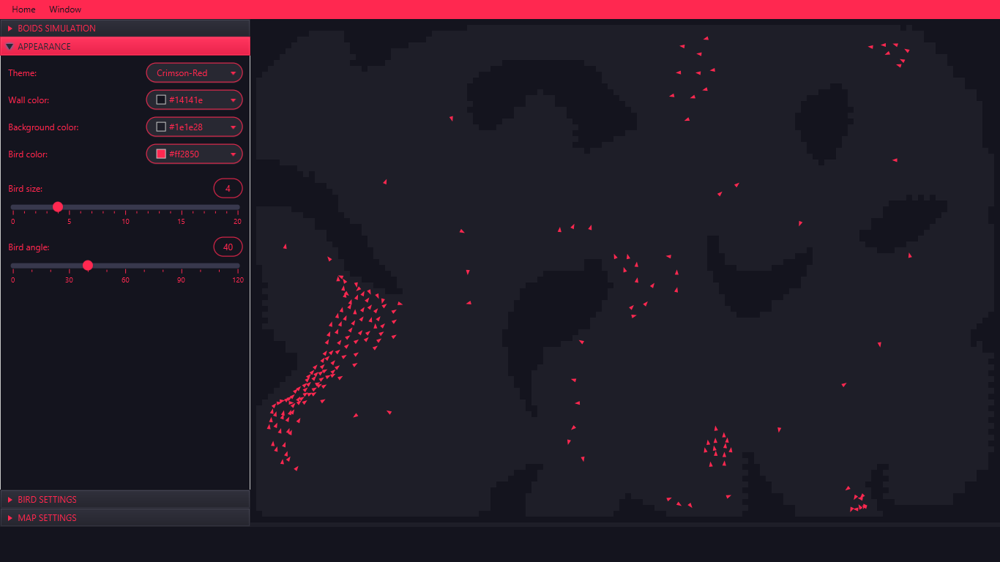 Home Window
BOIDS SIMULATION
APPEARANCE
Theme: Crimson-Red
Wall color: #14141e
Background color: #1e1e28
Bird color: #ff2850
Bird size: 4
0 5 10 15 20
Bird angle: 40
0 30 60 90 120
BIRD SETTINGS
MAP SETTINGS